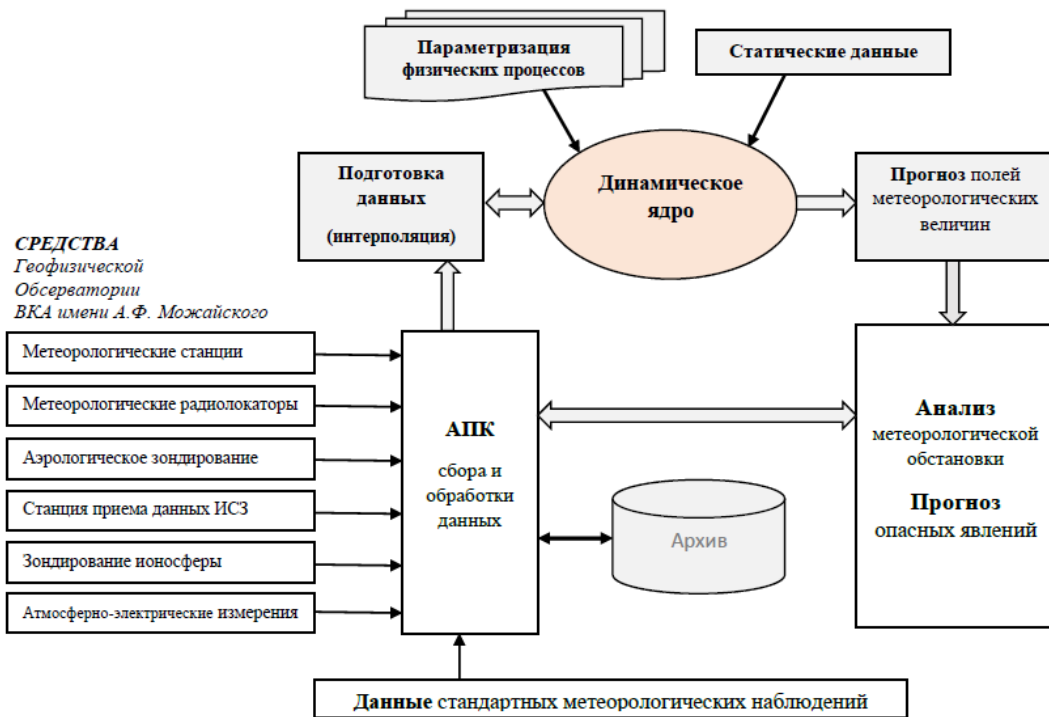 Параметризация
физических процессов
Статические данные
Подготовка
данных
(интерполяция)
Динамическое
ядро
Прогноз полей
метеорологических
величин
СРЕДСТВА
Геофизической
Обсерватории
ВКА имени А.Ф. Можайского
Метеорологические станции
Метеорологические радиолокаторы
Аэрологическое зондирование
Станция приема данных ИСЗ
Зондирование ионосферы
Атмосферно-электрические измерения
АПК
сбора и
обработки
данных
Архив
Анализ
метеорологической
обстановки
Прогноз
опасных явлений
Данные стандартных метеорологических наблюдений